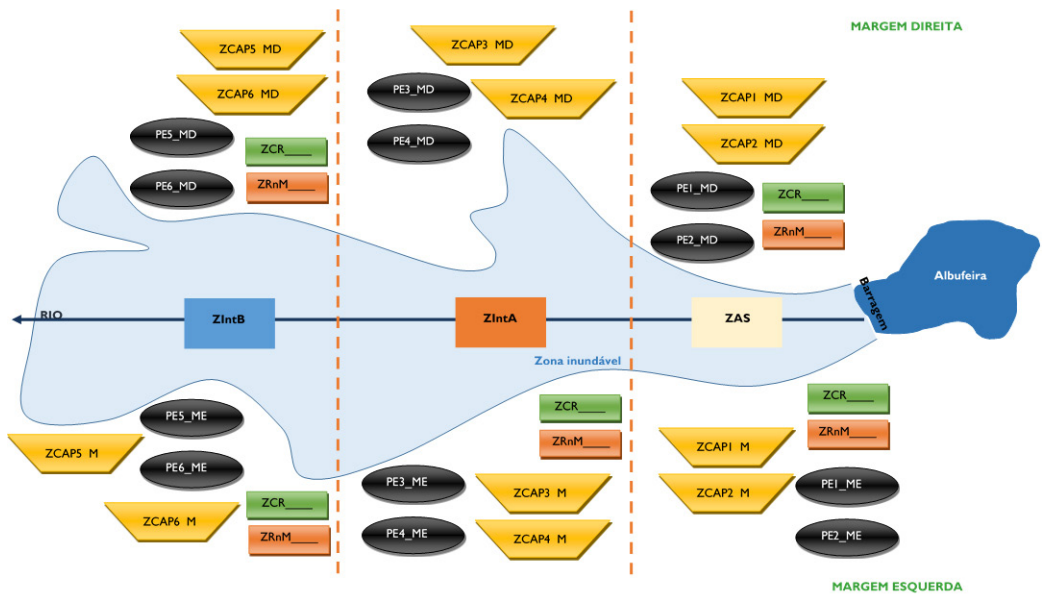 MARGEM DIREITA
ZCAP5 MD
ZCAP6 MD
PE5_MD
PE6_MD
ZCR____
ZRnM____
ZCAP3 MD
PE3_MD
ZCAP4 MD
PE4_MD
ZCAP1 MD
ZCAP2 MD
PE1_MD
PE2_MD
ZCR____
ZRnM____
Albufeira
Barragem
RIO
ZIntB
ZIntA
ZAS
Zona inundável
PE5_ME
ZCAP5 M
PE6_ME
ZCAP6 M
ZCR____
ZRnM____
ZCR____
ZRnM____
PE3_ME
ZCAP3 M
PE4_ME
ZCAP4 M
ZCR____
ZRnM____
ZCAP1 M
ZCAP2 M
PE1_ME
PE2_ME
MARGEM ESQUERDA